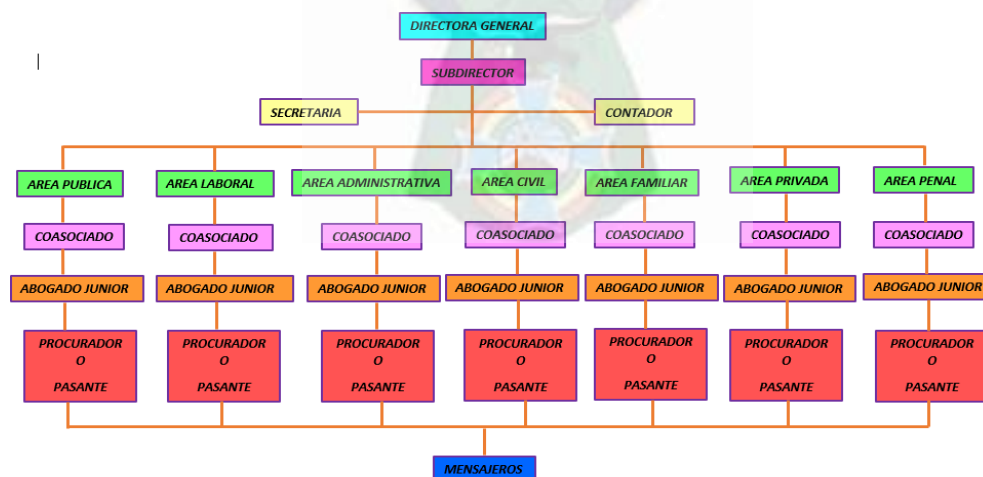 DIRECTORA GENERAL
SUBDIRECTOR
SECRETARIA
CONTADOR
AREA PUBLICA
AREA LABORAL
AREA ADMINISTRATIVA
AREA CIVIL
AREA FAMILIAR
AREA PRIVADA
AREA PENAL
COASOCIADO
COASOCIADO
COASOCIADO
COASOCIADO
COASOCIADO
COASOCIADO
COASOCIADO
ABOGADO JUNIOR
ABOGADO JUNIOR
ABOGADO JUNIOR
ABOGADO JUNIOR
ABOGADO JUNIOR
ABOGADO JUNIOR
ABOGADO JUNIOR
PROCURADOR
O
PASANTE
PROCURADOR
O
PASANTE
PROCURADOR
O
PASANTE
PROCURADOR
O
PASANTE
PROCURADOR
O
PASANTE
PROCURADOR
O
PASANTE
PROCURADOR
O
PASANTE
MENSAJEROS